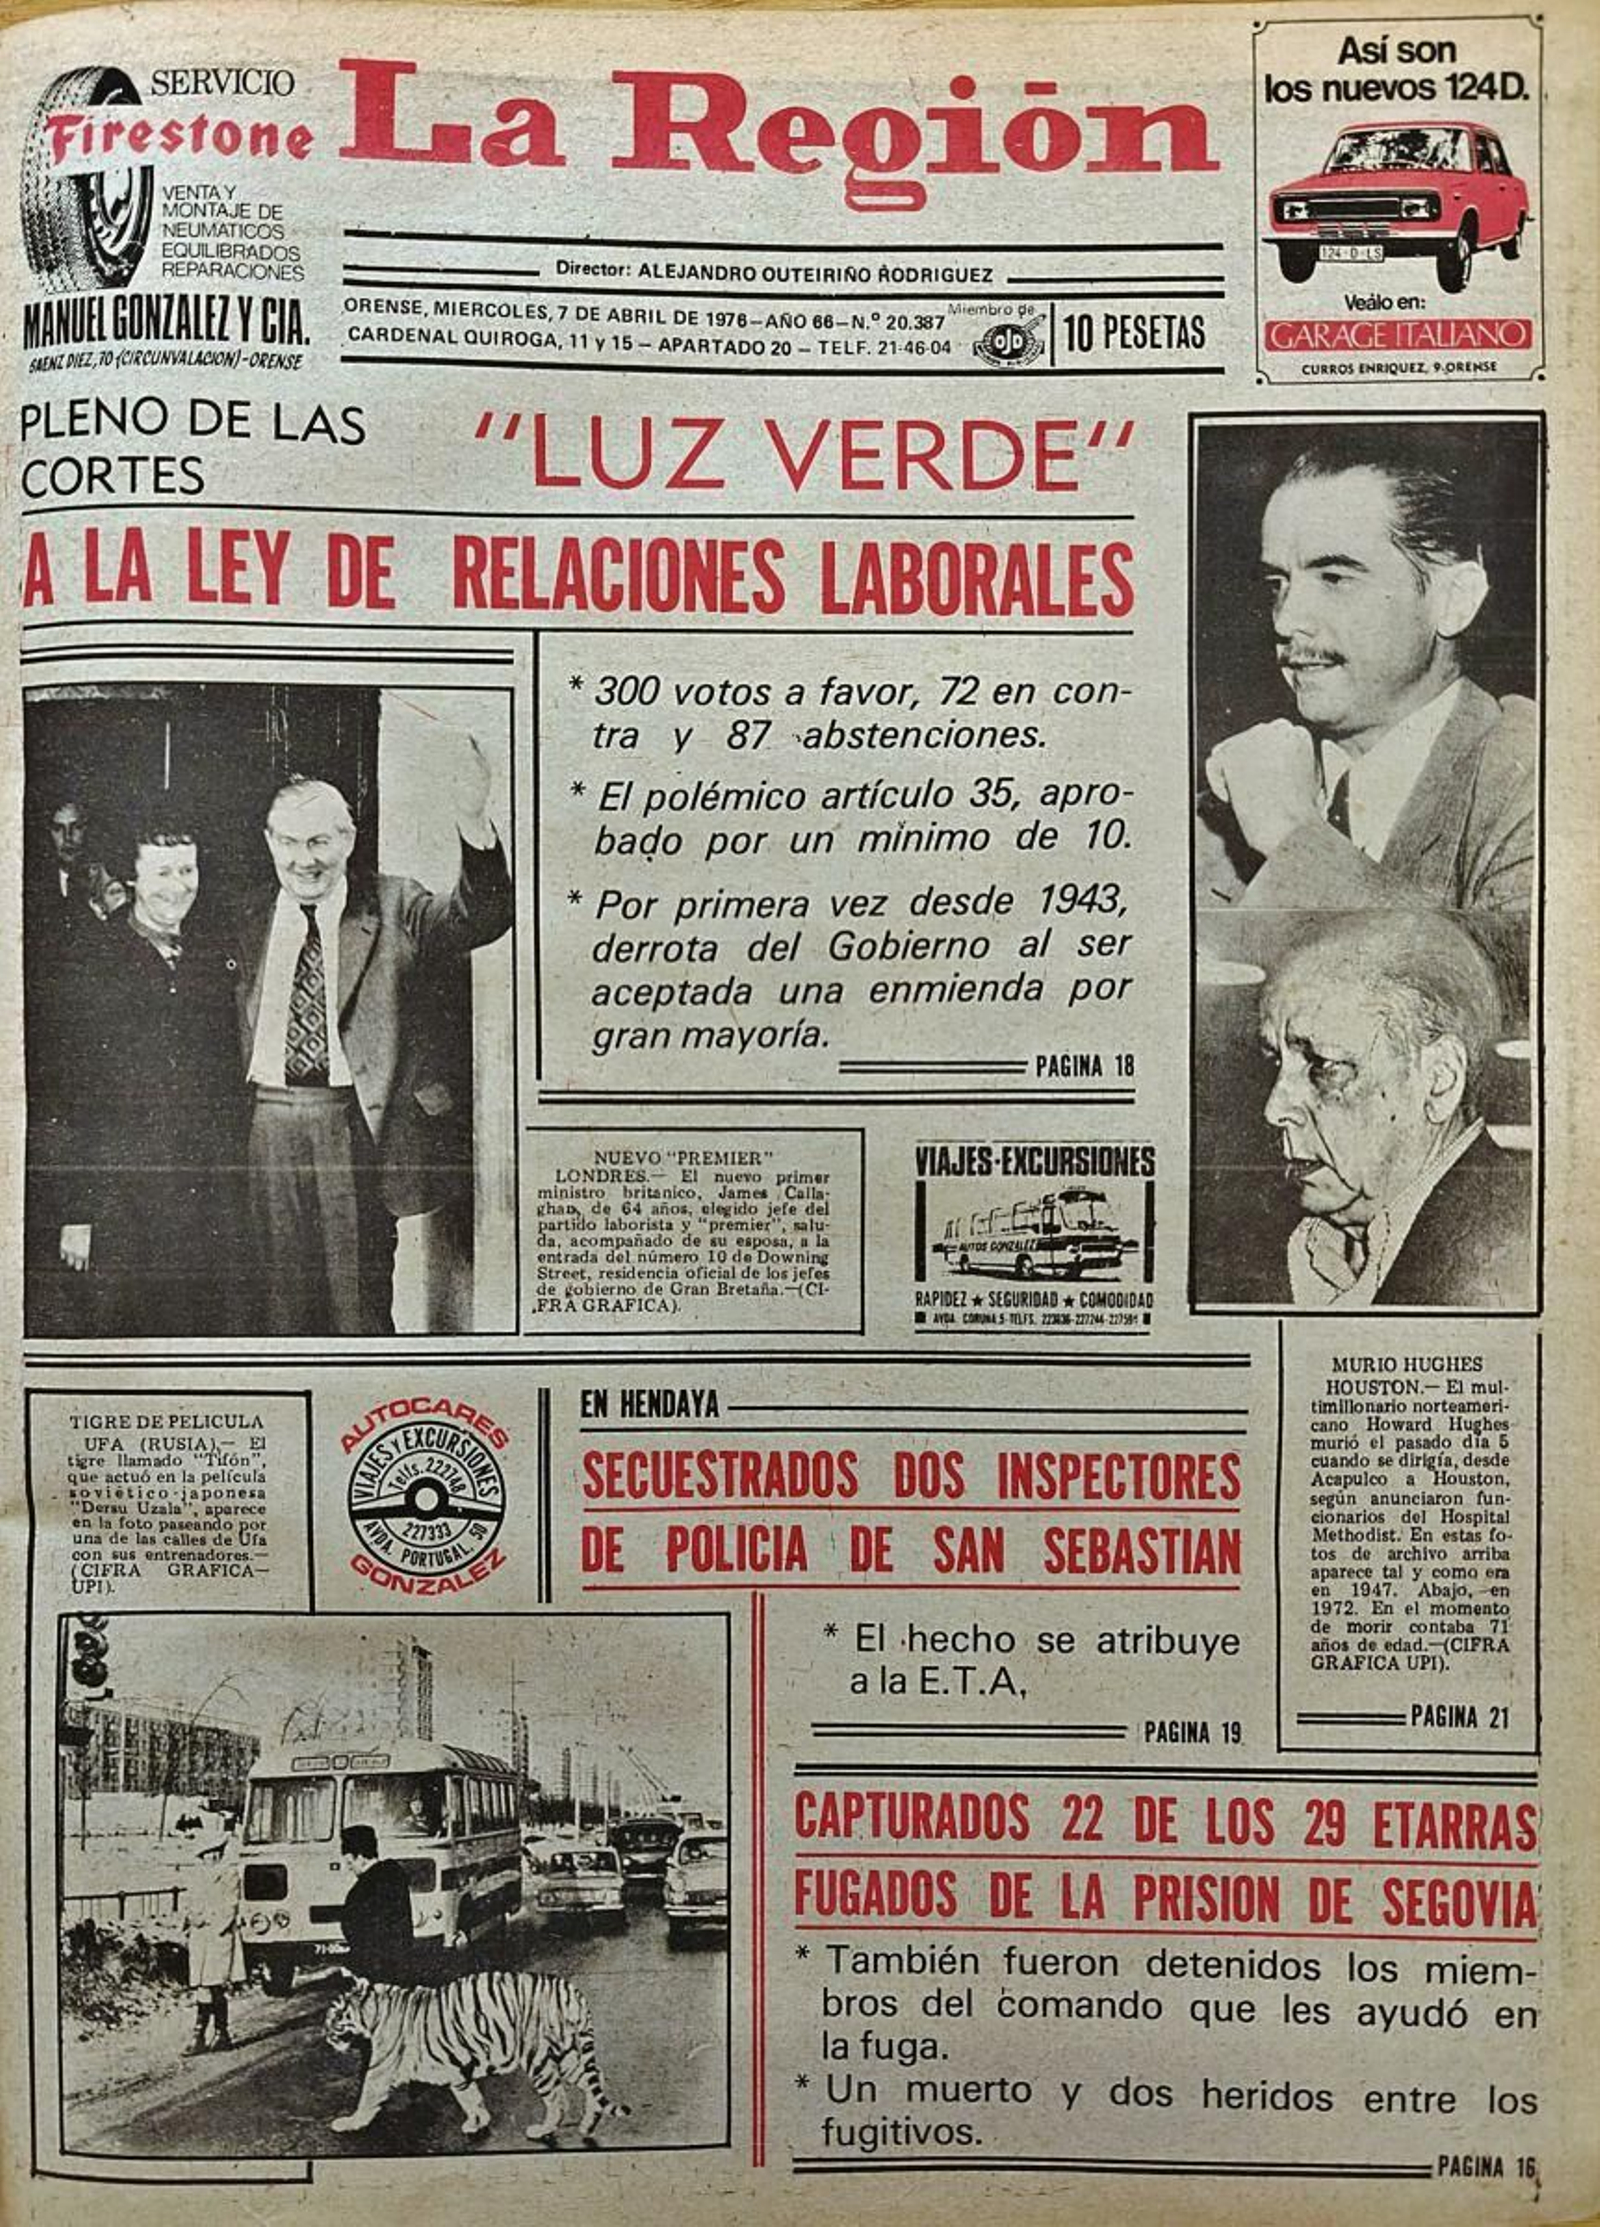 SERVICIO
Firestone
VENTA Y
MONTAJE DE
NEUMATICOS
EQUILIBRADOS
REPARACIONES
MANUEL GONZALEZ Y CIA.
SAENZ DIEZ, 70 (CIRCUNVALACION)-ORENSE
La Región
Director: ALEJANDRO OUTEIRIÑO RODRIGUEZ
ORENSE, MIERCOLES, 7 DE ABRIL DE 1976-AÑO 66-N.º 20.387
CARDENAL QUIROGA, 11 y 15 - APARTADO 20 - TELF. 21-46-04
Miembro de
OJD
10 PESETAS
Así son
los nuevos 124D.
124-D-LS
Veálo en:
GARAGE ITALIANO
CURROS ENRIQUEZ, 9-ORENSE
PLENO DE LAS
CORTES
"LUZ VERDE"
A LA LEY DE RELACIONES LABORALES
* 300 votos a favor, 72 en con-
tra y 87 abstenciones.
* El polémico artículo 35, apro-
bado por un mínimo de 10.
* Por primera vez desde 1943,
derrota del Gobierno al ser
aceptada una enmienda por
gran mayoría.
PAGINA 18
NUEVO "PREMIER"
LONDRES.— El nuevo primer
ministro britanico, James Calla-
ghan, de 64 años, elegido jefe del
partido laborista y "premier", salu-
da, acompañado de su esposa, a la
entrada del número 10 de Downing
Street, residencia oficial de los jefes
de gobierno de Gran Bretaña.—(CI-
FRA GRAFICA).
VIAJES-EXCURSIONES
AUTOS GONZALEZ
RAPIDEZ ★ SEGURIDAD ★ COMODIDAD
AVDA. CORUNA 5-TELFS. 223636-227244-227591
MURIO HUGHES
HOUSTON.— El mul-
timillonario norteameri-
cano Howard Hughes
murió el pasado día 5
cuando se dirigía, desde
Acapulco a Houston,
según anunciaron fun-
cionarios del Hospital
Methodist. En estas fo-
tos de archivo arriba
aparece tal y como era
en 1947. Abajo, en
1972. En el momento
de morir contaba 71
años de edad.—(CIFRA
GRAFICA UPI).
PAGINA 21
TIGRE DE PELICULA
UFA (RUSIA).— El
tigre llamado "Tifón",
que actuó en la película
soviético-japonesa
"Dersu Uzala", aparece
en la foto paseando por
una de las calles de Ufa
con sus entrenadores.—
(CIFRA GRAFICA—
UPI).
AUTOCARES
VIAJES Y EXCURSIONES
Telfs. 222748
227333
AVDA. PORTUGAL, 50
GONZALEZ
EN HENDAYA
SECUESTRADOS DOS INSPECTORES
DE POLICIA DE SAN SEBASTIAN
* El hecho se atribuye
a la E.T.A,
PAGINA 19
CAPTURADOS 22 DE LOS 29 ETARRAS
FUGADOS DE LA PRISION DE SEGOVIA
* También fueron detenidos los miem-
bros del comando que les ayudó en
la fuga.
* Un muerto y dos heridos entre los
fugitivos.
PAGINA 16